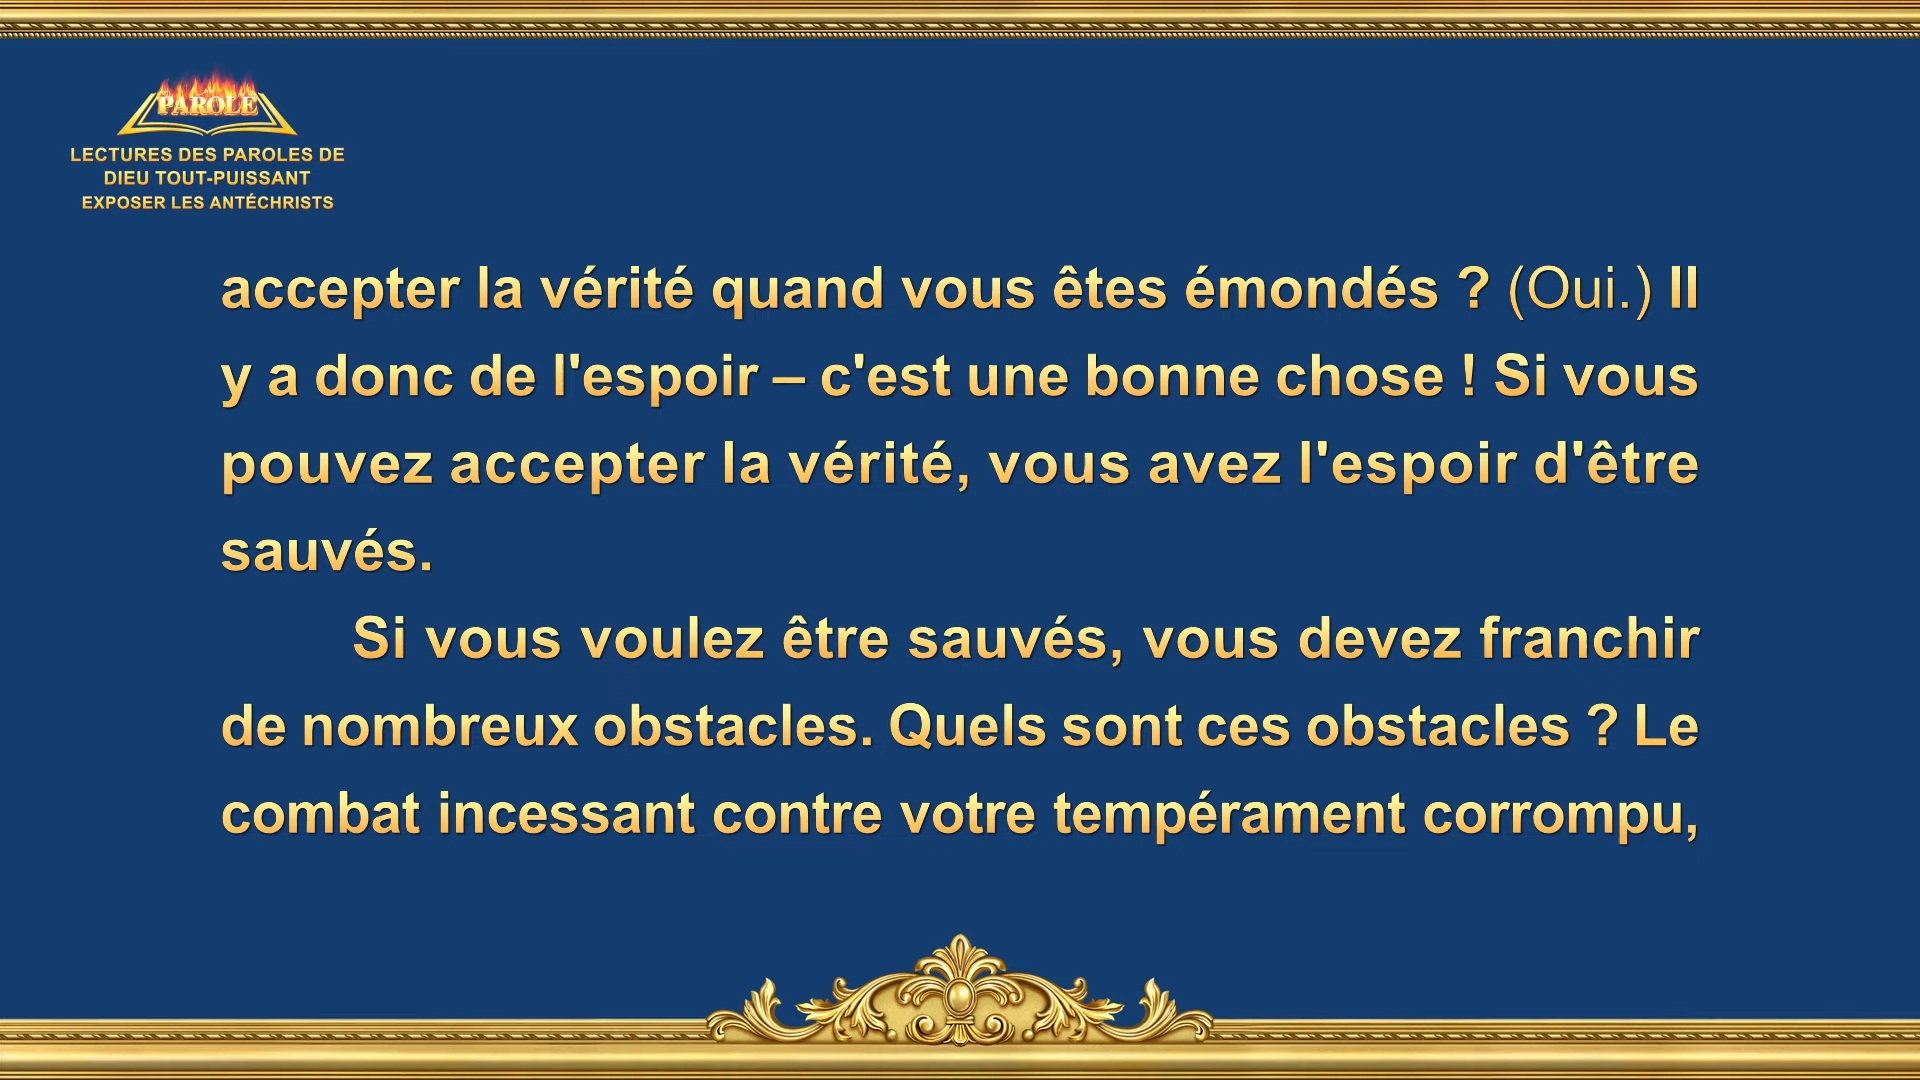 PAROLE
LECTURES DES PAROLES DE
DIEU TOUT-PUISSANT
EXPOSER LES ANTÉCHRISTS
accepter la vérité quand vous êtes émondés ? (Oui.) Il
y a donc de l'espoir – c'est une bonne chose ! Si vous
pouvez accepter la vérité, vous avez l'espoir d'être
sauvés.
Si vous voulez être sauvés, vous devez franchir
de nombreux obstacles. Quels sont ces obstacles ? Le
combat incessant contre votre tempérament corrompu,